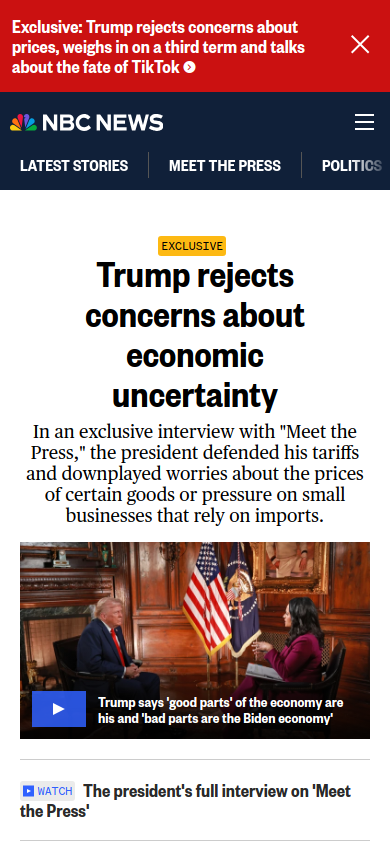 Exclusive: Trump rejects concerns about
prices, weighs in on a third term and talks
about the fate of TikTok
NBC NEWS
LATEST STORIES
MEET THE PRESS
POLITICS
EXCLUSIVE
Trump rejects
concerns about
economic
uncertainty
In an exclusive interview with "Meet the
Press," the president defended his tariffs
and downplayed worries about the prices
of certain goods or pressure on small
businesses that rely on imports.
Trump says 'good parts' of the economy are
his and 'bad parts are the Biden economy'
WATCH The president's full interview on 'Meet
the Press'